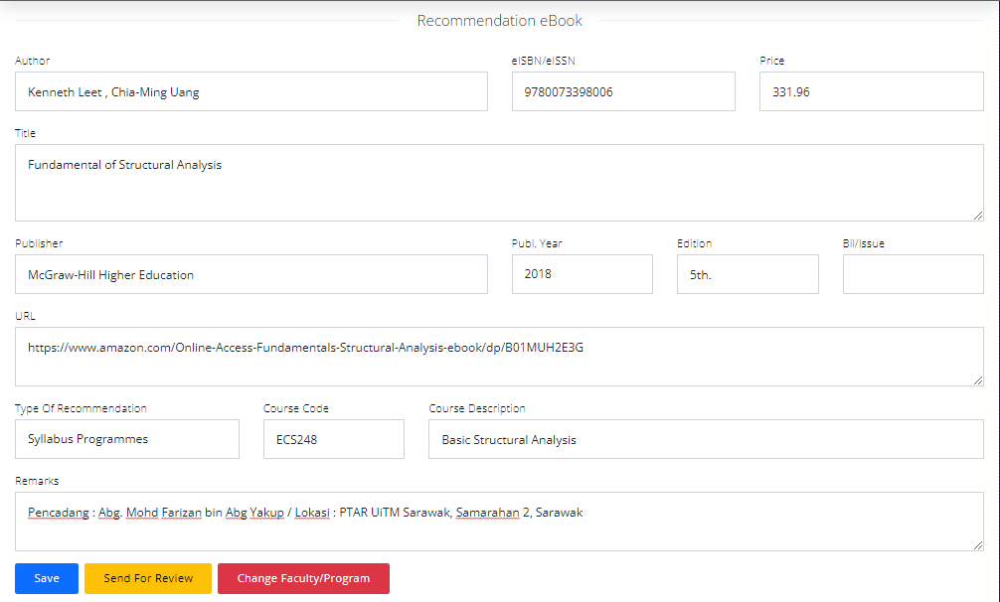 Recommendation eBook
Author
eISBN/eISSN
Price
Kenneth Leet , Chia-Ming Uang
9780073398006
331.96
Title
Fundamental of Structural Analysis
Publisher
Publ. Year
Edition
Bil/Issue
McGraw-Hill Higher Education
2018
5th.
URL
https://www.amazon.com/Online-Access-Fundamentals-Structural-Analysis-ebook/dp/B01MUH2E3G
Type Of Recommendation
Course Code
Course Description
Syllabus Programmes
ECS248
Basic Structural Analysis
Remarks
Pencadang : Abg. Mohd Farizan bin Abg Yakup / Lokasi : PTAR UiTM Sarawak, Samarahan 2, Sarawak
Save
Send For Review
Change Faculty/Program